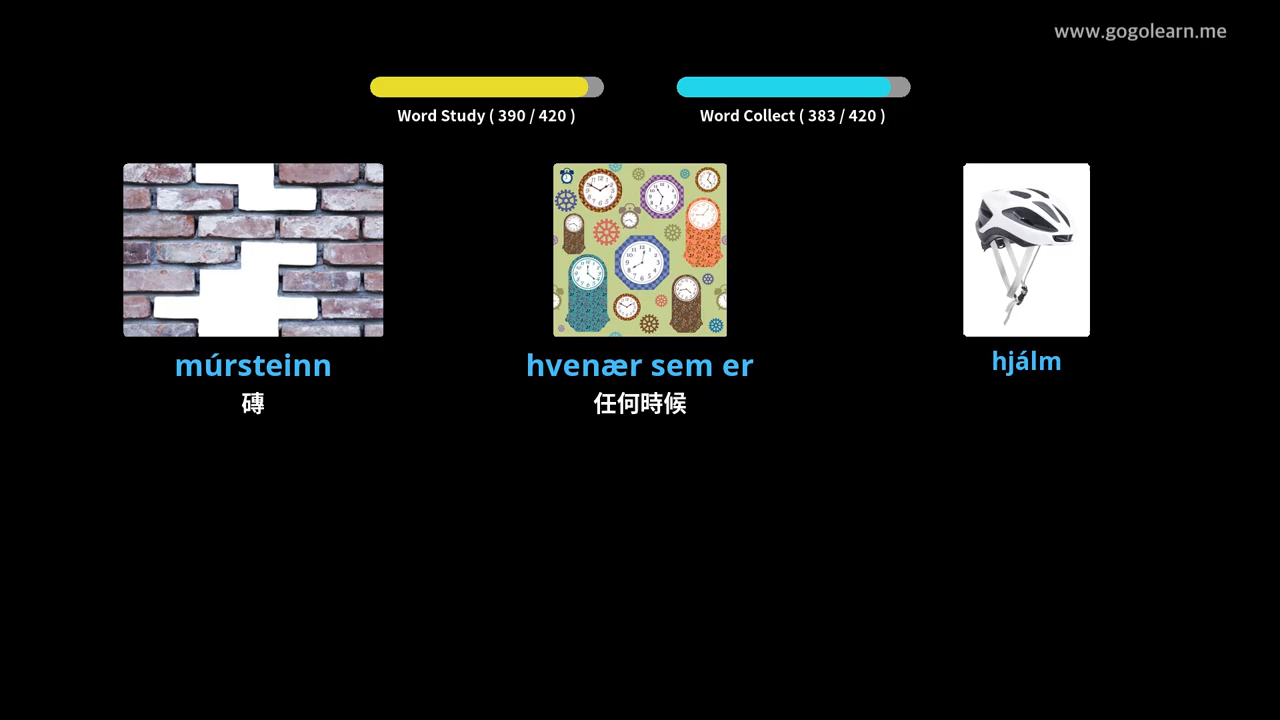 www.gogolearn.me
Word Study ( 390 / 420 )
Word Collect ( 383 / 420 )
múrsteinn
磚
hvenær sem er
任何時候
hjálm